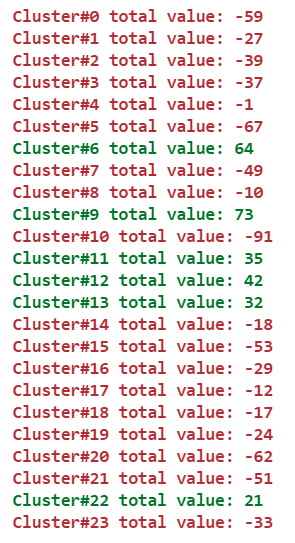 Cluster#0 total value: -59
Cluster#1 total value: -27
Cluster#2 total value: -39
Cluster#3 total value: -37
Cluster#4 total value: -1
Cluster#5 total value: -67
Cluster#6 total value: 64
Cluster#7 total value: -49
Cluster#8 total value: -10
Cluster#9 total value: 73
Cluster#10 total value: -91
Cluster#11 total value: 35
Cluster#12 total value: 42
Cluster#13 total value: 32
Cluster#14 total value: -18
Cluster#15 total value: -53
Cluster#16 total value: -29
Cluster#17 total value: -12
Cluster#18 total value: -17
Cluster#19 total value: -24
Cluster#20 total value: -62
Cluster#21 total value: -51
Cluster#22 total value: 21
Cluster#23 total value: -33